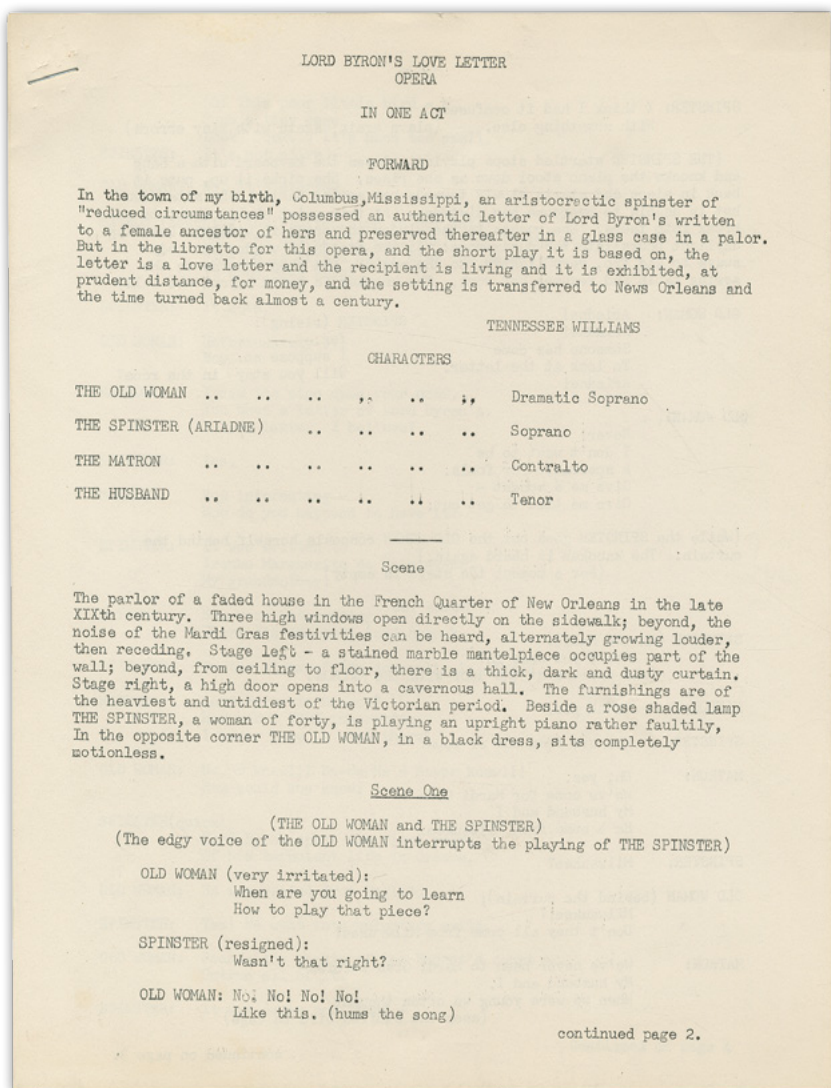 LORD BYRON'S LOVE LETTER
OPERA
IN ONE ACT
FORWARD
In the town of my birth, Columbus,Mississippi, an aristocractic spinster of
"reduced circumstances" possessed an authentic letter of Lord Byron's written
to a female ancestor of hers and preserved thereafter in a glass case in a palor.
But in the libretto for this opera, and the short play it is based on, the
letter is a love letter and the recipient is living and it is exhibited, at
prudent distance, for money, and the setting is transferred to News Orleans and
the time turned back almost a century.
TENNESSEE WILLIAMS
CHARACTERS
THE OLD WOMAN .. .. .. ,, .. ,, Dramatic Soprano
THE SPINSTER (ARIADNE) .. .. .. .. Soprano
THE MATRON .. .. .. .. .. .. Contralto
THE HUSBAND .. .. .. .. .. .. Tenor
Scene
The parlor of a faded house in the French Quarter of New Orleans in the late
XIXth century. Three high windows open directly on the sidewalk; beyond, the
noise of the Mardi Gras festivities can be heard, alternately growing louder,
then receding. Stage left - a stained marble mantelpiece occupies part of the
wall; beyond, from ceiling to floor, there is a thick, dark and dusty curtain.
Stage right, a high door opens into a cavernous hall. The furnishings are of
the heaviest and untidiest of the Victorian period. Beside a rose shaded lamp
THE SPINSTER, a woman of forty, is playing an upright piano rather faultily,
In the opposite corner THE OLD WOMAN, in a black dress, sits completely
motionless.
Scene One
(THE OLD WOMAN and THE SPINSTER)
(The edgy voice of the OLD WOMAN interrupts the playing of THE SPINSTER)
OLD WOMAN (very irritated):
When are you going to learn
How to play that piece?
SPINSTER (resigned):
Wasn't that right?
OLD WOMAN: No! No! No! No!
Like this. (hums the song)
continued page 2.